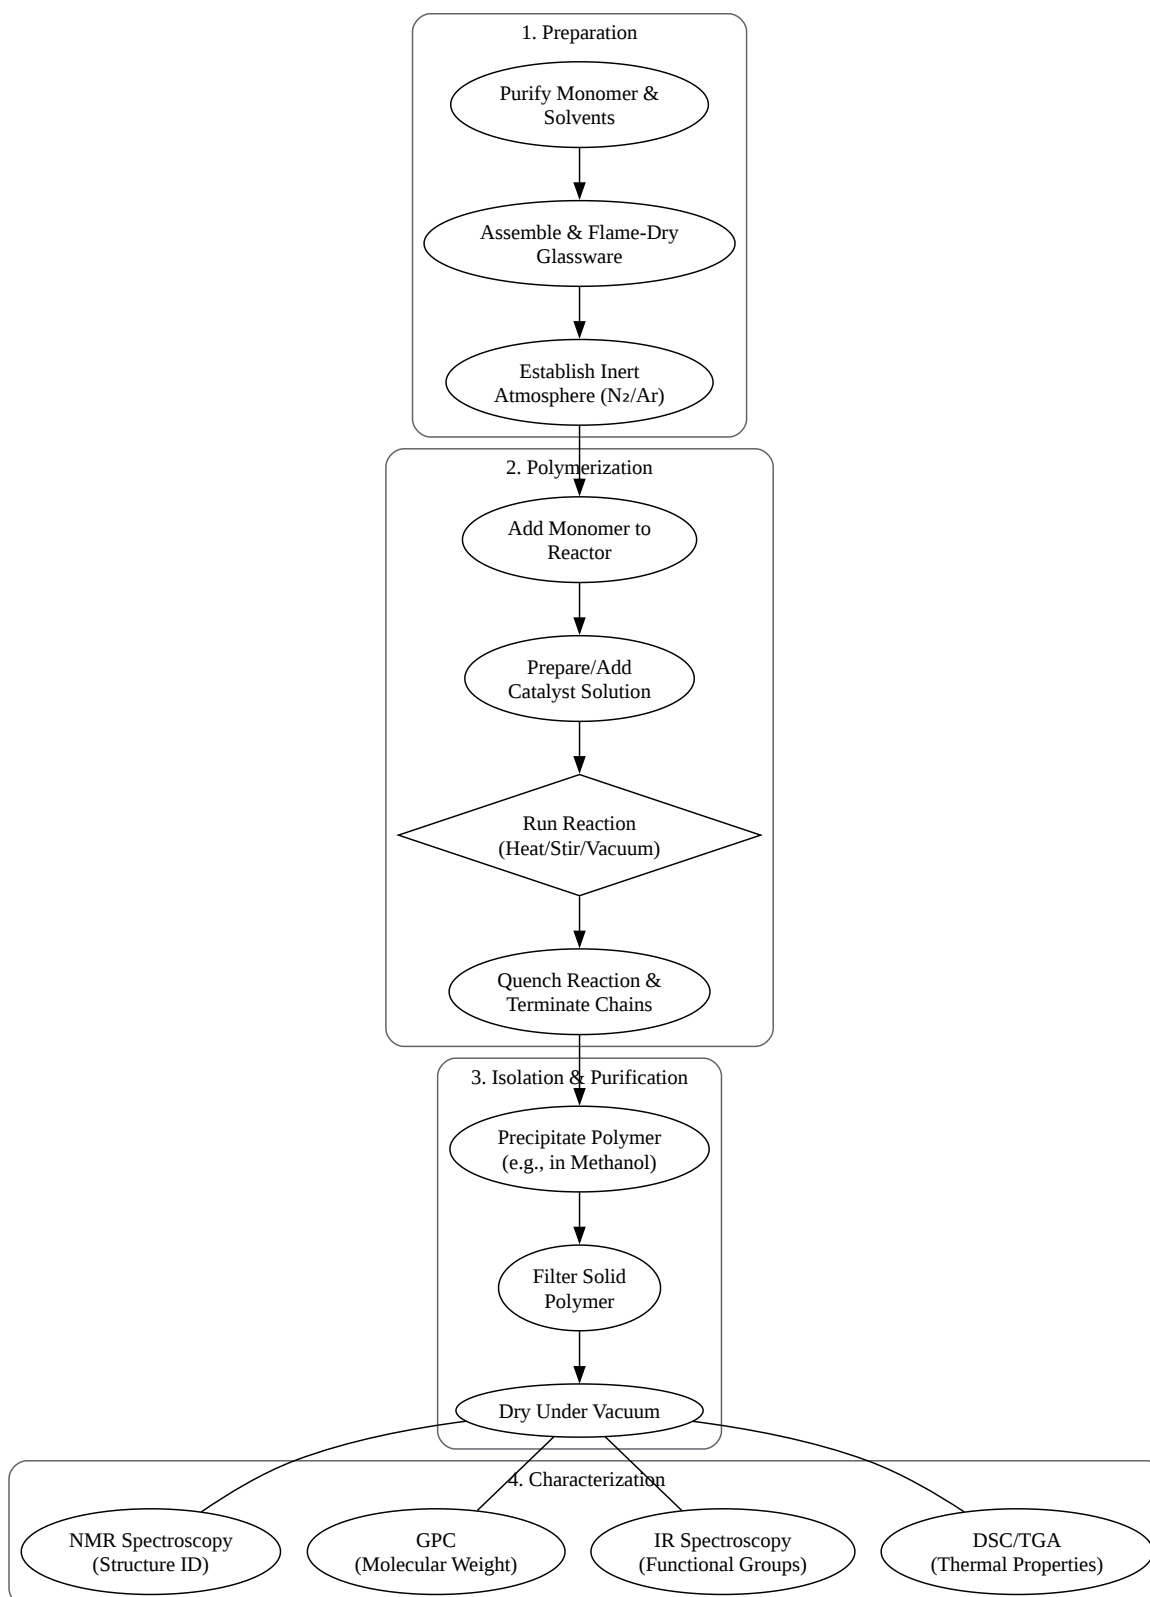 1. Preparation
Purify Monomer &
Solvents
Assemble & Flame-Dry
Glassware
Establish Inert
Atmosphere (N₂/Ar)
2. Polymerization
Add Monomer to
Reactor
Prepare/Add
Catalyst Solution
Run Reaction
(Heat/Stir/Vacuum)
Quench Reaction &
Terminate Chains
3. Isolation & Purification
Precipitate Polymer
(e.g., in Methanol)
Filter Solid
Polymer
Dry Under Vacuum
4. Characterization
NMR Spectroscopy
(Structure ID)
GPC
(Molecular Weight)
IR Spectroscopy
(Functional Groups)
DSC/TGA
(Thermal Properties)